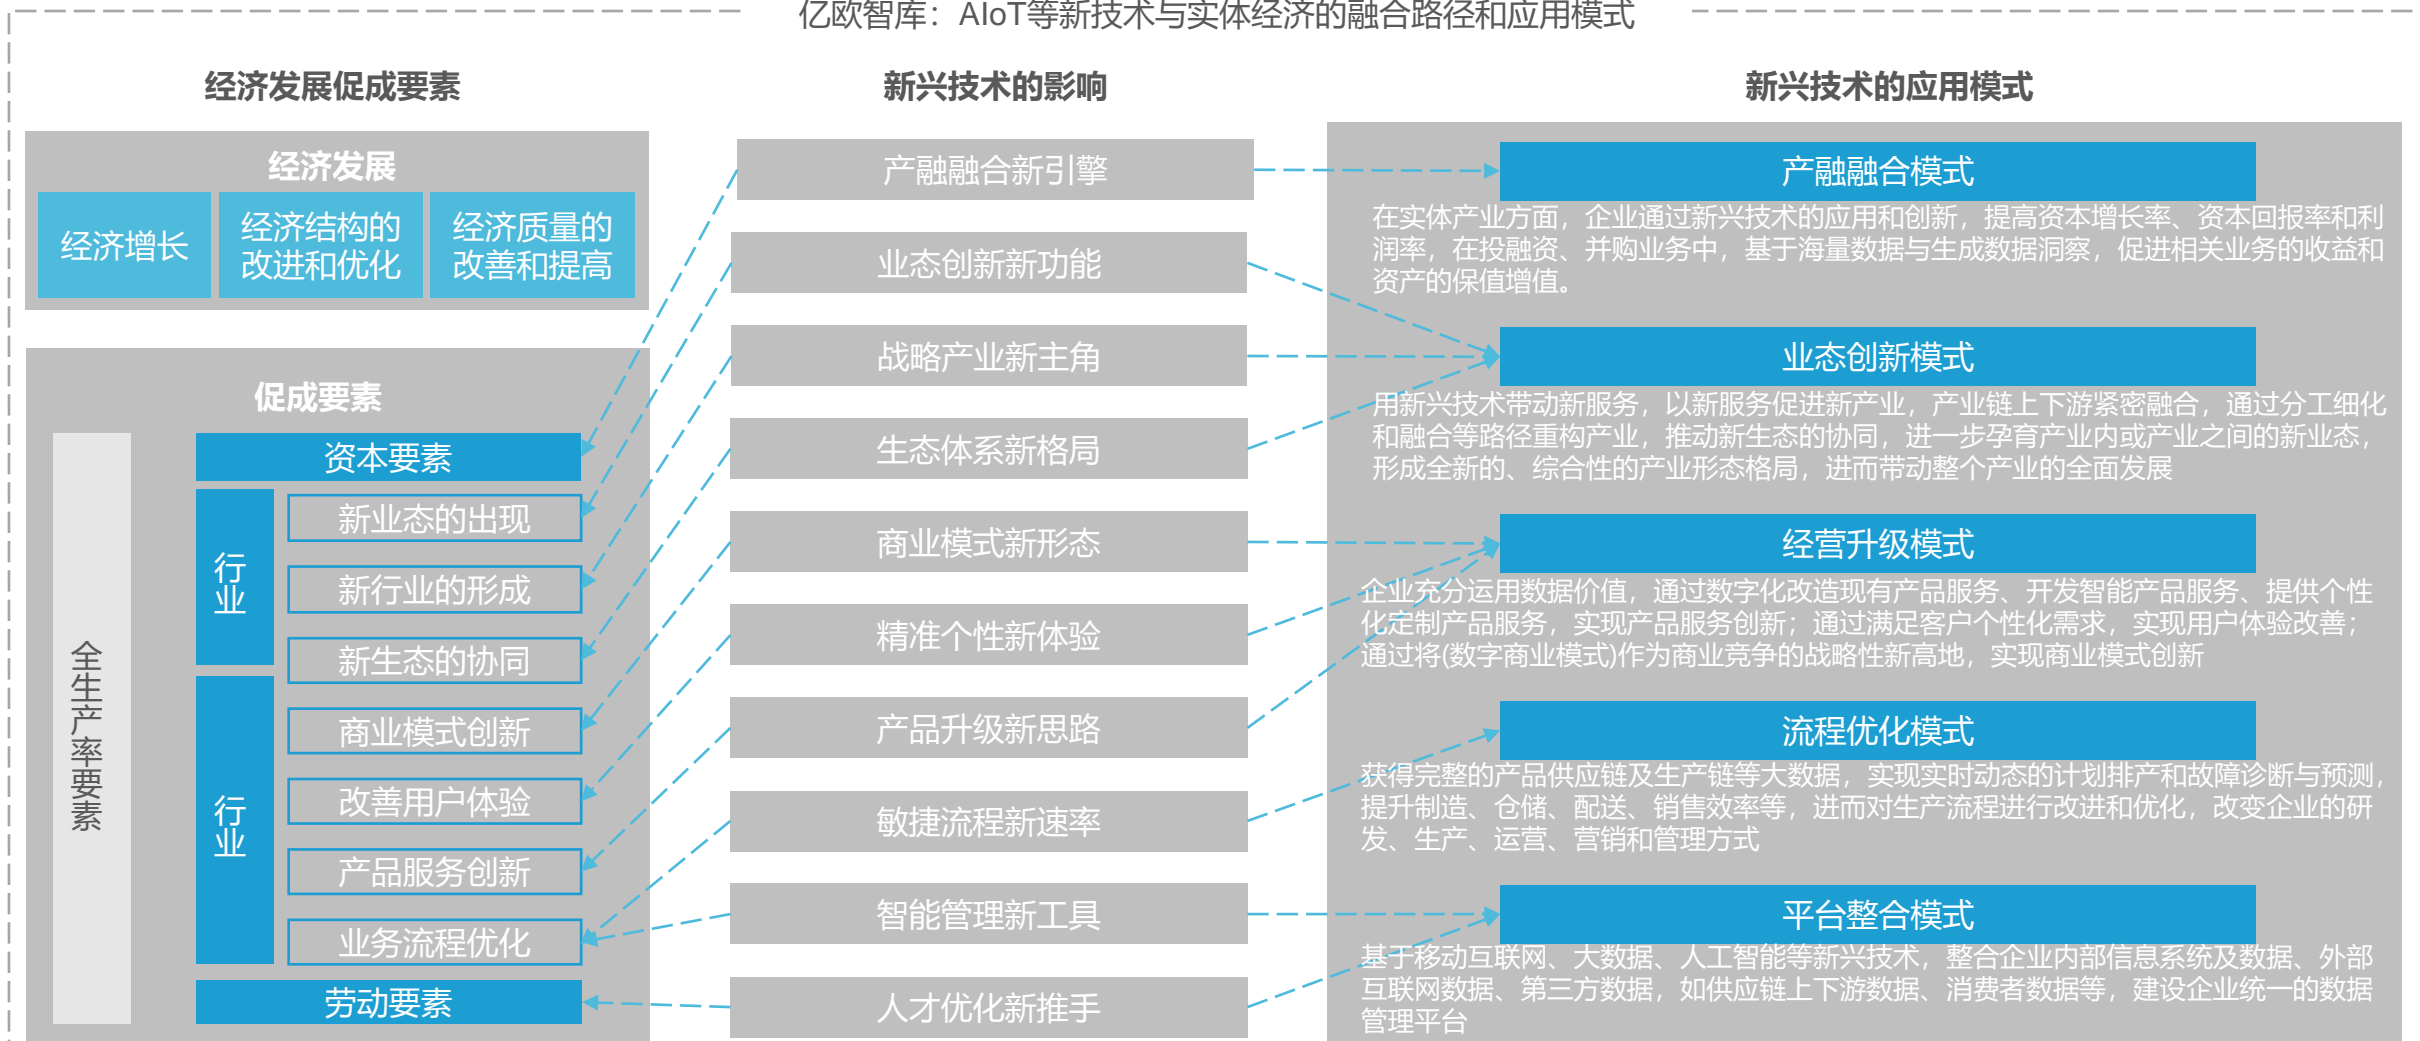 亿欧智库：AIoT等新技术与实体经济的融合路径和应用模式
经济发展促成要素
经济发展
经济增长
经济结构的
改进和优化
经济质量的
改善和提高
促成要素
全生产率要素
资本要素
行业
新业态的出现
新行业的形成
新生态的协同
行业
商业模式创新
改善用户体验
产品服务创新
业务流程优化
劳动要素
新兴技术的影响
产融融合新引擎
业态创新新功能
战略产业新主角
生态体系新格局
商业模式新形态
精准个性新体验
产品升级新思路
敏捷流程新速率
智能管理新工具
人才优化新推手
新兴技术的应用模式
产融融合模式
在实体产业方面，企业通过新兴技术的应用和创新，提高资本增长率、资本回报率和利
润率，在投融资、并购业务中，基于海量数据与生成数据洞察，促进相关业务的收益和
资产的保值增值。
业态创新模式
用新兴技术带动新服务，以新服务促进新产业，产业链上下游紧密融合，通过分工细化
和融合等路径重构产业，推动新生态的协同，进一步孕育产业内或产业之间的新业态，
形成全新的、综合性的产业形态格局，进而带动整个产业的全面发展
经营升级模式
企业充分运用数据价值，通过数字化改造现有产品服务、开发智能产品服务、提供个性
化定制产品服务，实现产品服务创新；通过满足客户个性化需求，实现用户体验改善；
通过将(数字商业模式)作为商业竞争的战略性新高地，实现商业模式创新
流程优化模式
获得完整的产品供应链及生产链等大数据，实现实时动态的计划排产和故障诊断与预测，
提升制造、仓储、配送、销售效率等，进而对生产流程进行改进和优化，改变企业的研
发、生产、运营、营销和管理方式
平台整合模式
基于移动互联网、大数据、人工智能等新兴技术，整合企业内部信息系统及数据、外部
互联网数据、第三方数据，如供应链上下游数据、消费者数据等，建设企业统一的数据
管理平台